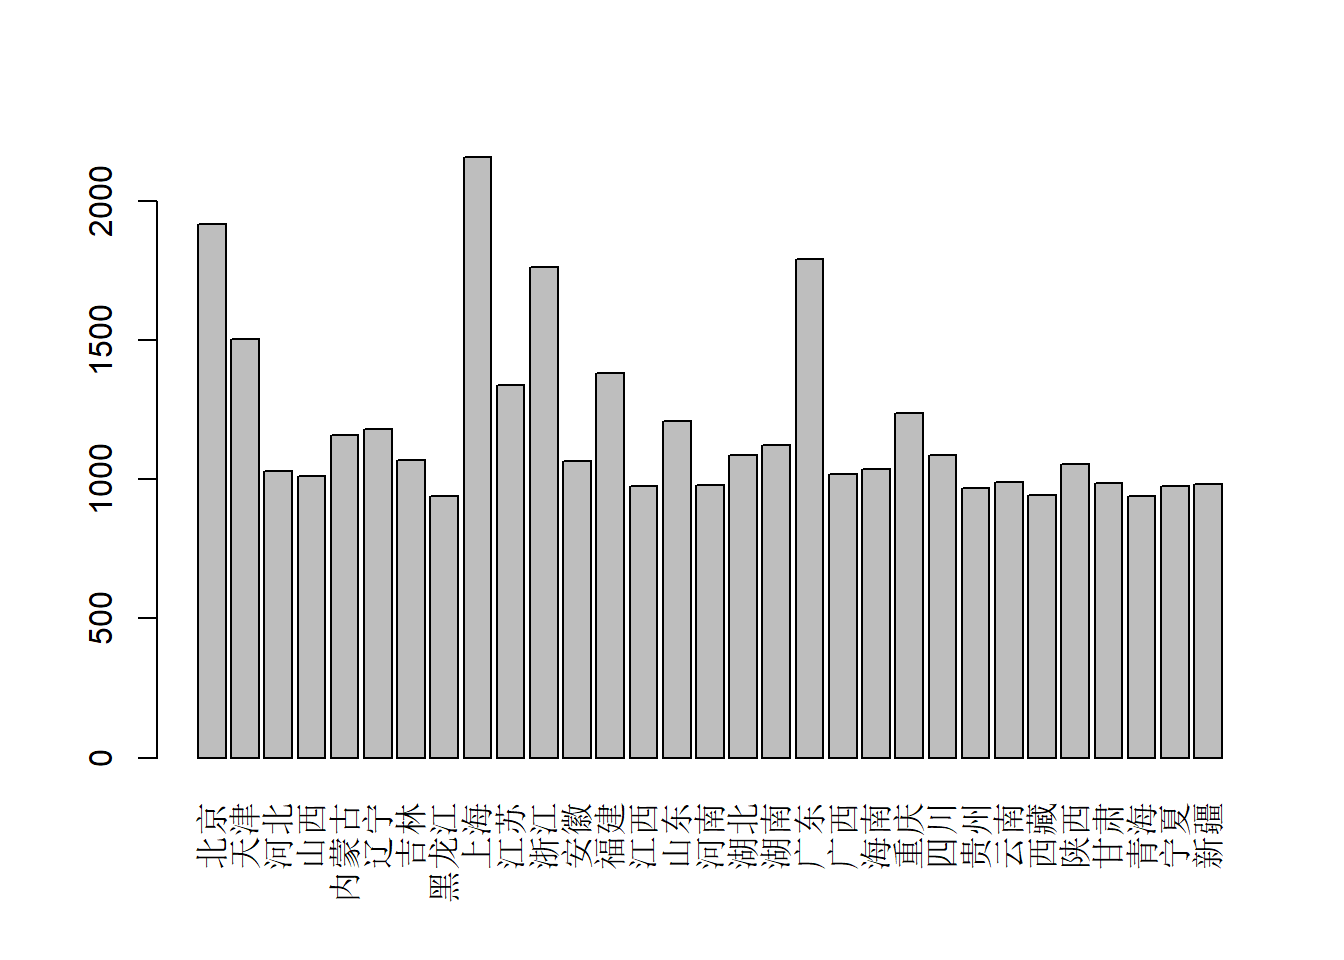 2000
1500
1000
500
0
北京
天津
河北
山西
内蒙古
辽宁
吉林
黑龙江
上海
江苏
浙江
安徽
福建
江西
山东
河南
湖北
湖南
广东
广西
海南
重庆
四川
贵州
云南
西藏
陕西
甘肃
青海
宁夏
新疆